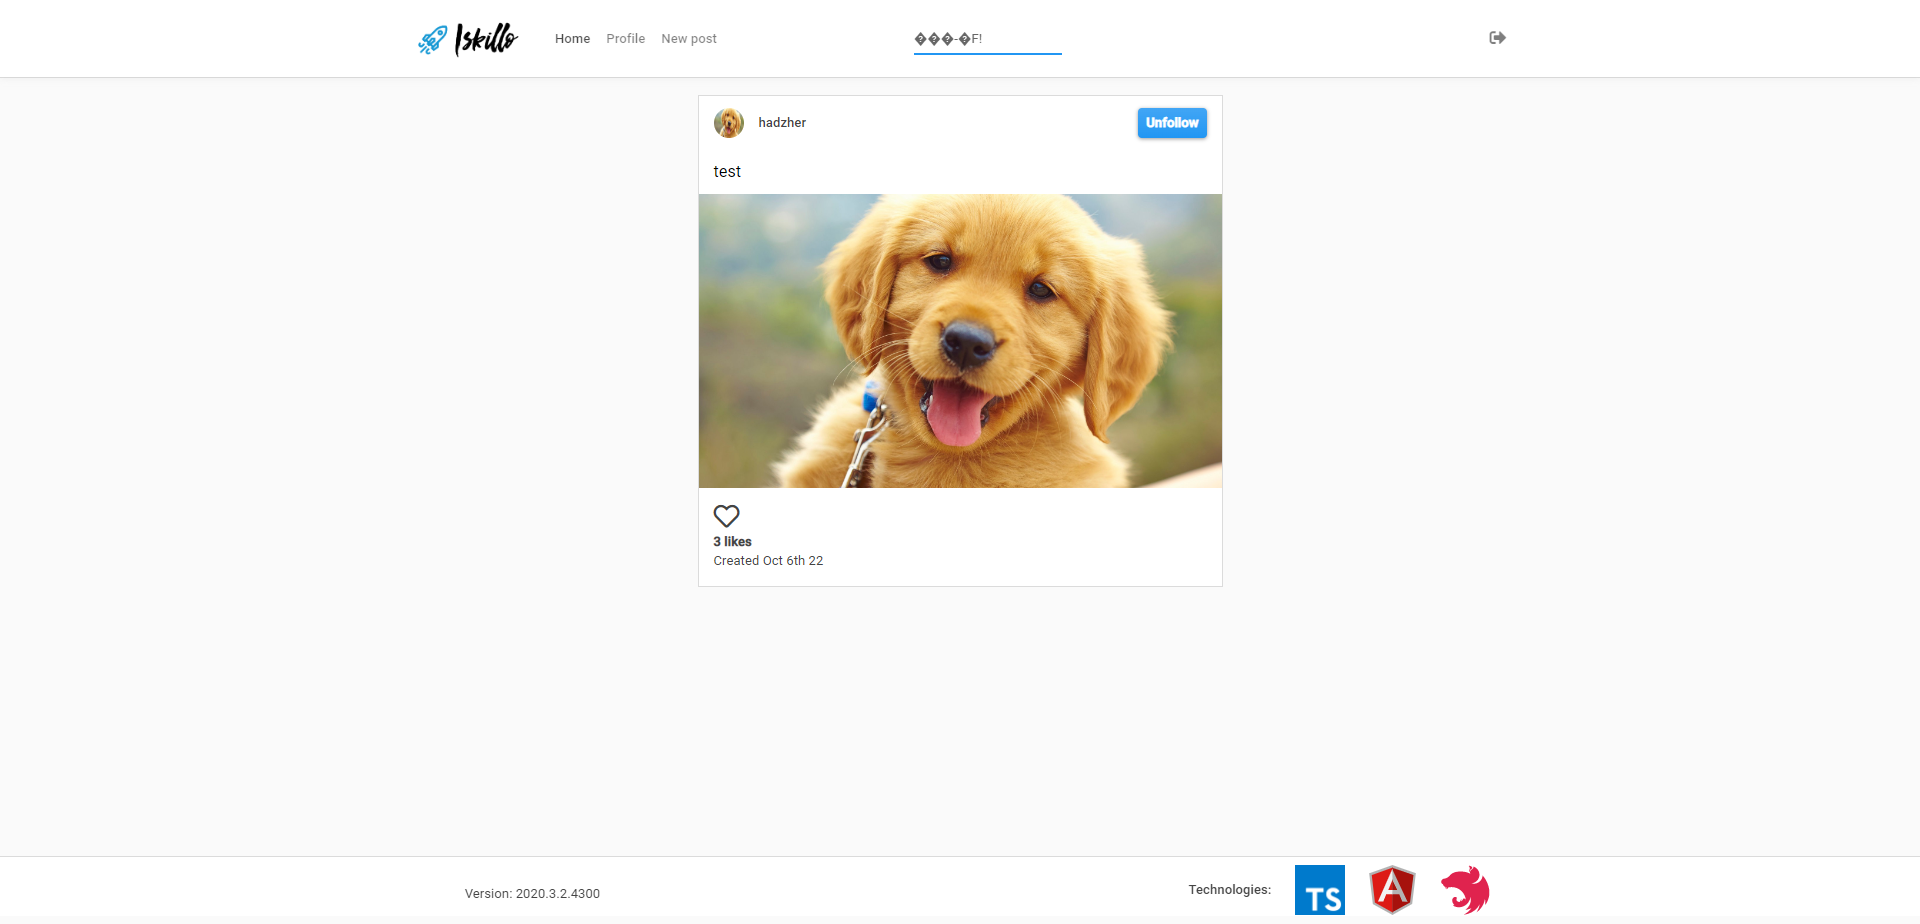 Iskillo
Home Profile New post
���-�F!
hadzher
Unfollow
test
3 likes
Created Oct 6th 22
Version: 2020.3.2.4300
Technologies:
TS
A